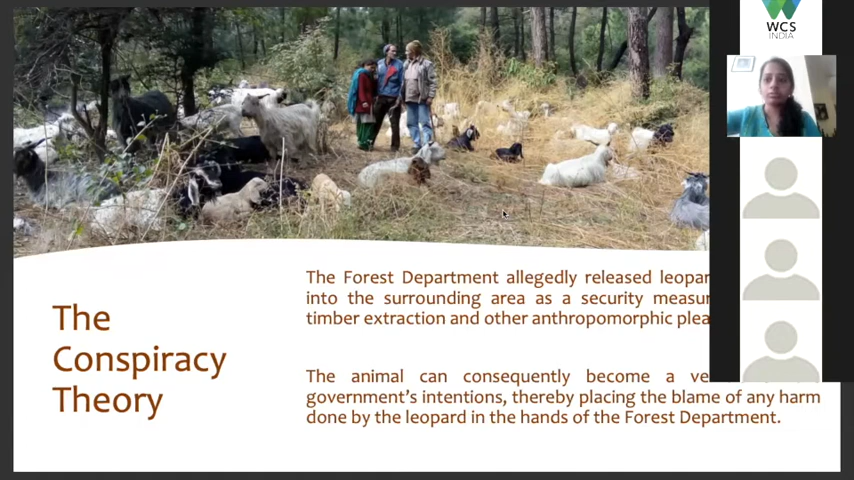 WCS
INDIA
The
Conspiracy
Theory
The Forest Department allegedly released
into the surrounding area as a security
timber extraction and other anthropomorphic
The animal can consequently become a
government's intentions, thereby placing the blame of any harm
done by the leopard in the hands of the Forest Department.